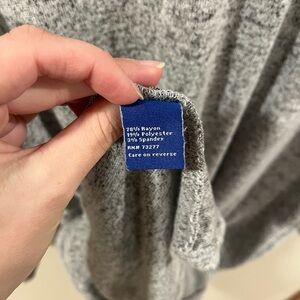 78% Rayon
19% Polyester
3% Spandex
RN# 73277
Care on reverse